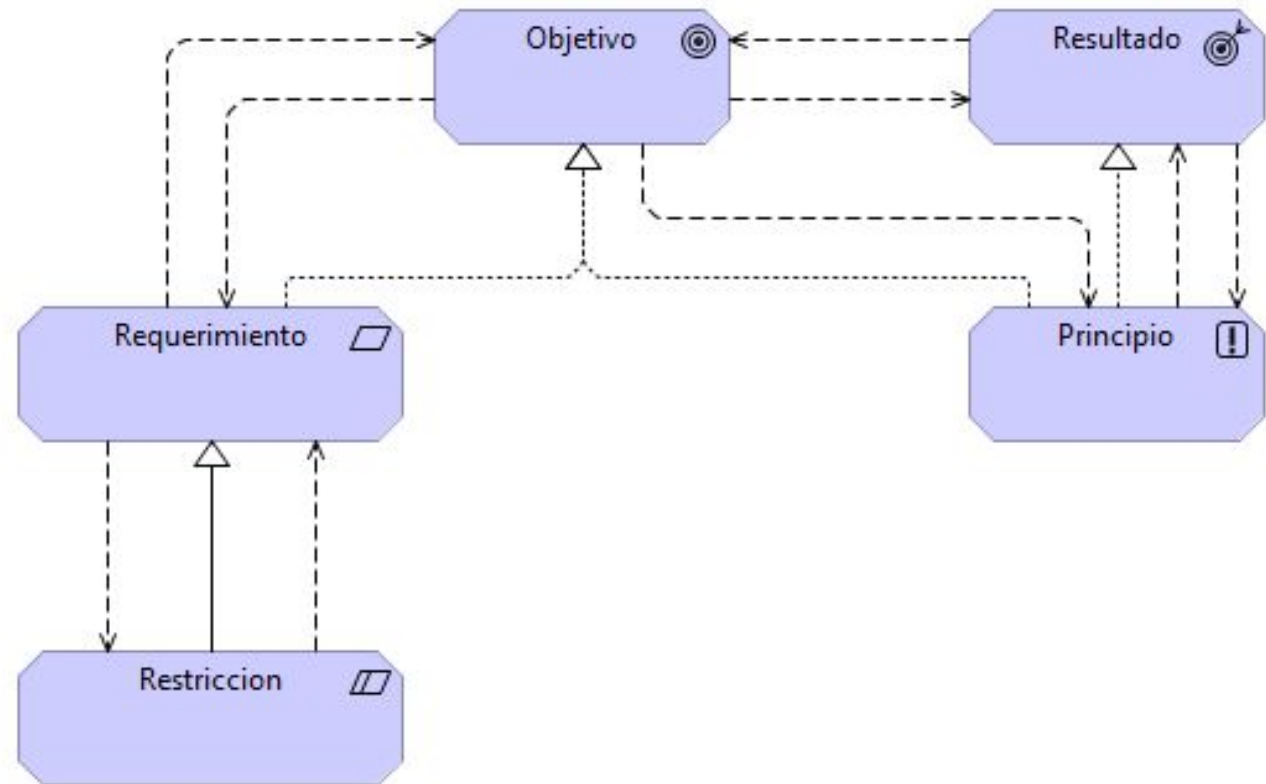 Objetivo
Resultado
Requerimiento
Principio
Restriccion